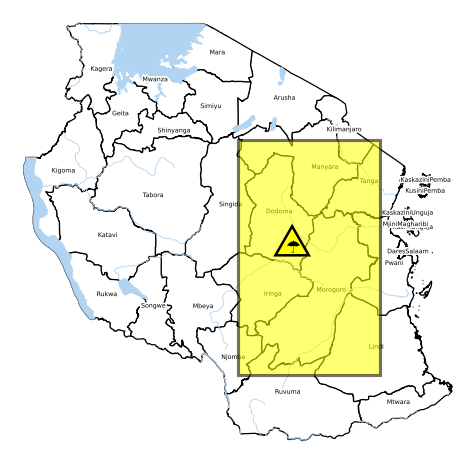 Mara
Kagera
Mwanza
Arusha
Simiyu
Geita
Shinyanga
Kilimanjaro
Manyara
Kigoma
Tanga
KaskaziniPemba
KusiniPemba
Tabora
Singida
Dodoma
KaskaziniUnguja
MjiniMagharibi
Katavi
DaresSalaam
Pwani
Rukwa
Iringa
Morogoro
Songwe
Mbeya
Lindi
Njombe
Ruvuma
Mtwara